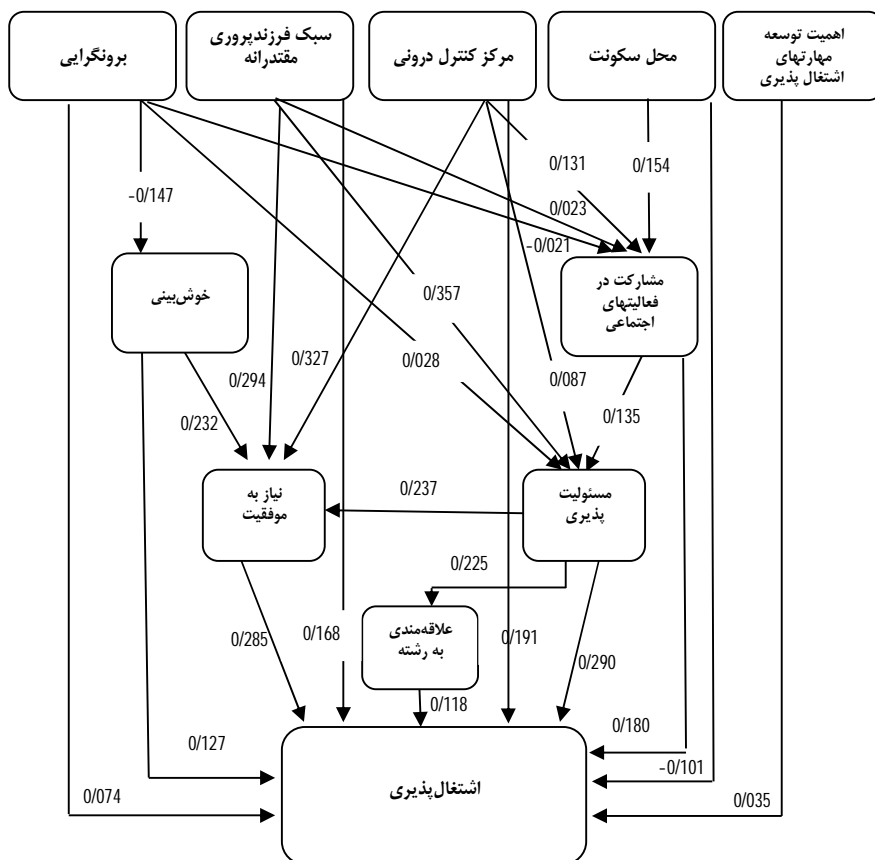 برونگرایی
سبک فرزندپروری
مقتدرانه
مرکز کنترل درونی
محل سکونت
اهمیت توسعه
مهارتهای
اشتغال پذیری
0/131
0/154
-0/147
0/023
-0/021
خوش‌بینی
مشارکت در
فعالیتهای
اجتماعی
0/357
0/327
0/028
0/294
0/087
0/232
0/135
نیاز به
موفقیت
0/237
مسئولیت
پذیری
0/225
علاقه‌مندی
به رشته
0/285
0/168
0/191
0/290
0/118
0/127
0/180
-0/101
0/074
اشتغال‌پذیری
0/035